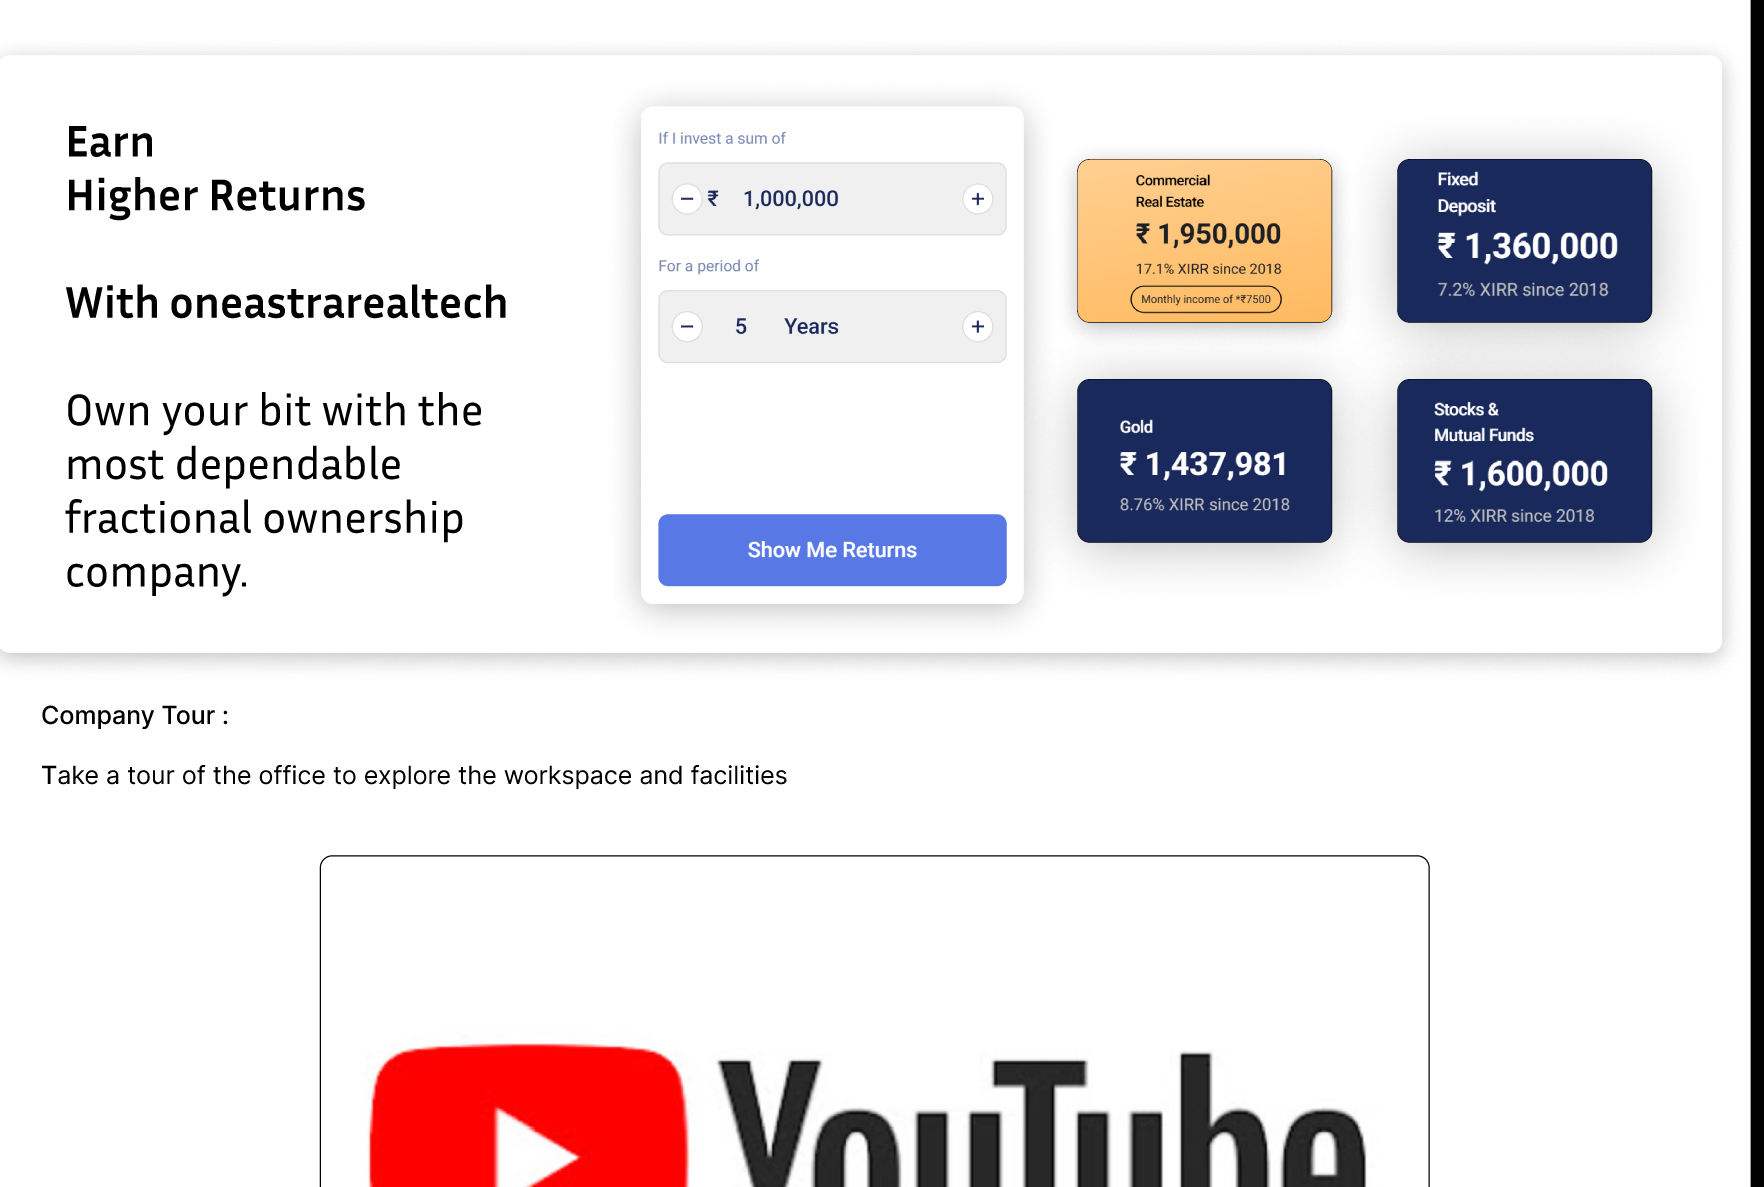 Earn
Higher Returns
With oneastrarealtech
Own your bit with the
most dependable
fractional ownership
company.
If I invest a sum of
− ₹ 1,000,000 +
For a period of
− 5 Years +
Show Me Returns
Commercial
Real Estate
₹ 1,950,000
17.1% XIRR since 2018
Monthly income of *₹7500
Fixed
Deposit
₹ 1,360,000
7.2% XIRR since 2018
Gold
₹ 1,437,981
8.76% XIRR since 2018
Stocks &
Mutual Funds
₹ 1,600,000
12% XIRR since 2018
Company Tour :
Take a tour of the office to explore the workspace and facilities
YouTube